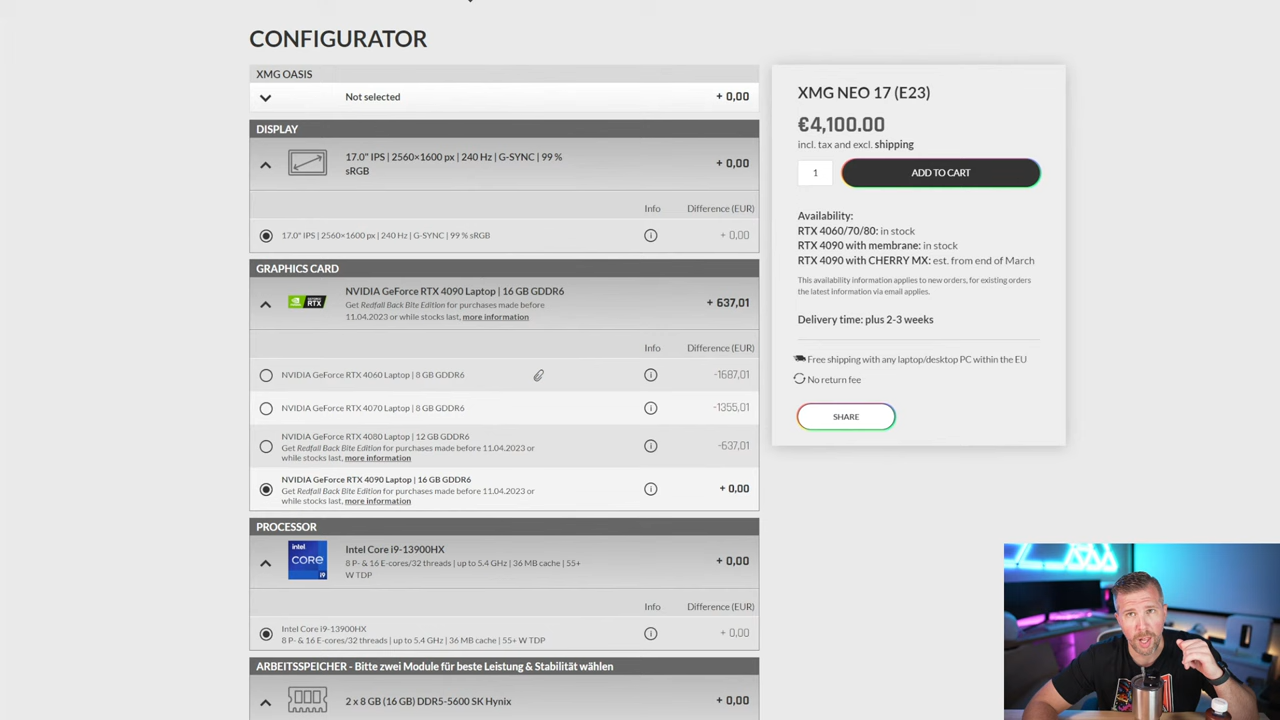 CONFIGURATOR
XMG OASIS
Not selected
+ 0,00
DISPLAY
17.0" IPS | 2560×1600 px | 240 Hz | G-SYNC | 99 %
sRGB
+ 0,00
Info
Difference (EUR)
17.0" IPS | 2560×1600 px | 240 Hz | G-SYNC | 99 % sRGB
+ 0,00
GRAPHICS CARD
NVIDIA GeForce RTX 4090 Laptop | 16 GB GDDR6
Get Redfall Back Bite Edition for purchases made before
11.04.2023 or while stocks last, more information
+ 637,01
Info
Difference (EUR)
NVIDIA GeForce RTX 4060 Laptop | 8 GB GDDR6
-1687,01
NVIDIA GeForce RTX 4070 Laptop | 8 GB GDDR6
-1355,01
NVIDIA GeForce RTX 4080 Laptop | 12 GB GDDR6
Get Redfall Back Bite Edition for purchases made before 11.04.2023 or
while stocks last, more information
-637,01
NVIDIA GeForce RTX 4090 Laptop | 16 GB GDDR6
Get Redfall Back Bite Edition for purchases made before 11.04.2023 or
while stocks last, more information
+ 0,00
PROCESSOR
intel
CORE
i9
Intel Core i9-13900HX
8 P- & 16 E-cores/32 threads | up to 5.4 GHz | 36 MB cache | 55+
W TDP
+ 0,00
Info
Difference (EUR)
Intel Core i9-13900HX
8 P- & 16 E-cores/32 threads | up to 5.4 GHz | 36 MB cache | 55+ W TDP
+ 0,00
ARBEITSSPEICHER - Bitte zwei Module für beste Leistung & Stabilität wählen
2 x 8 GB (16 GB) DDR5-5600 SK Hynix
+ 0,00
XMG NEO 17 (E23)
€4,100.00
incl. tax and excl. shipping
1
ADD TO CART
Availability:
RTX 4060/70/80: in stock
RTX 4090 with membrane: in stock
RTX 4090 with CHERRY MX: est. from end of March
This availability information applies to new orders, for existing orders
the latest information via email applies.
Delivery time: plus 2-3 weeks
Free shipping with any laptop/desktop PC within the EU
No return fee
SHARE